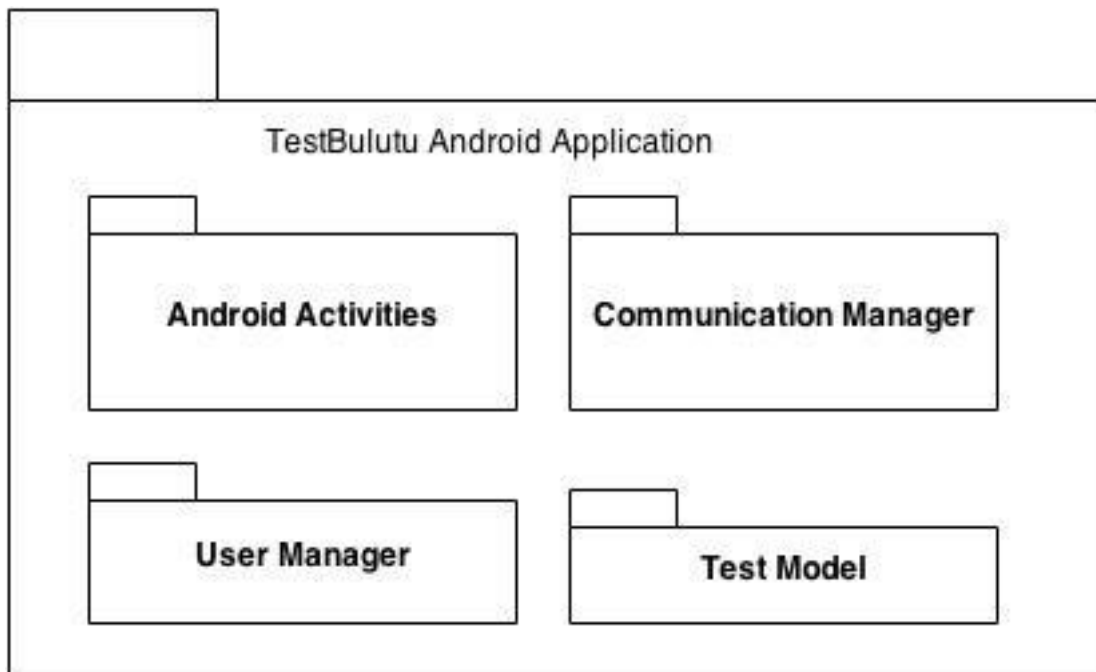 TestBulutu Android Application
Android Activities
Communication Manager
User Manager
Test Model